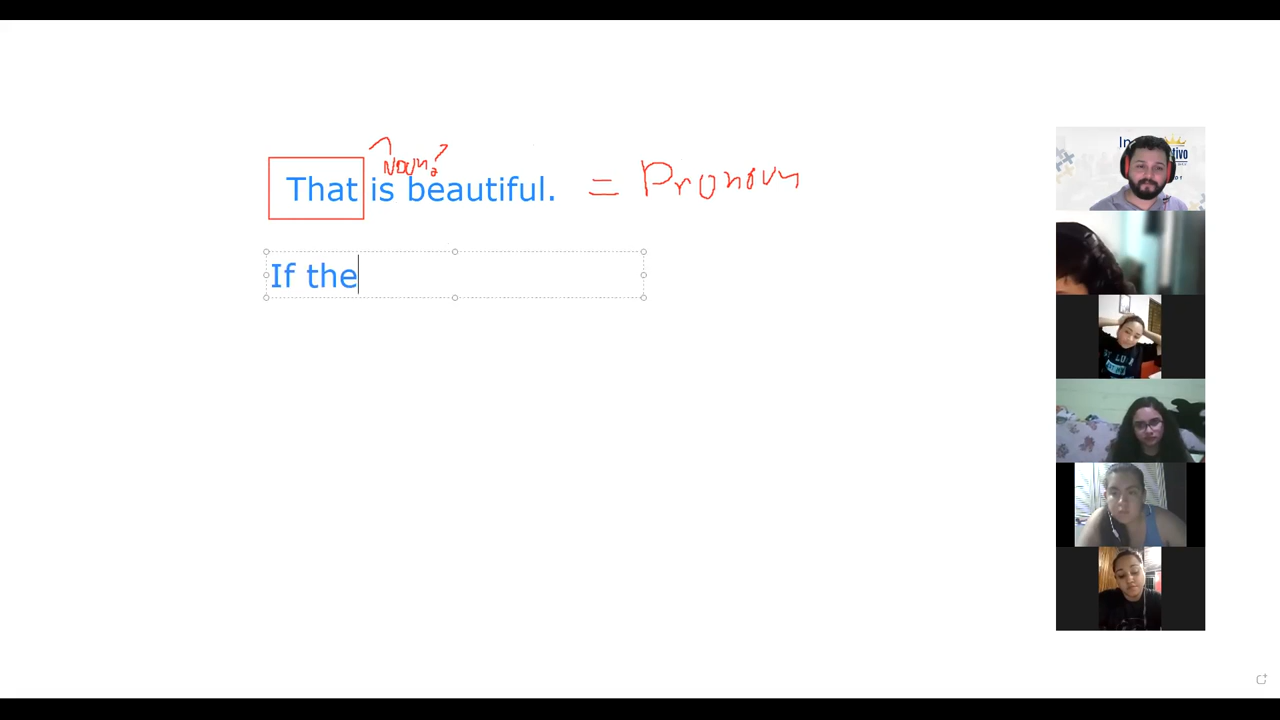 Noun?
That is beautiful. = Pronoun
If the